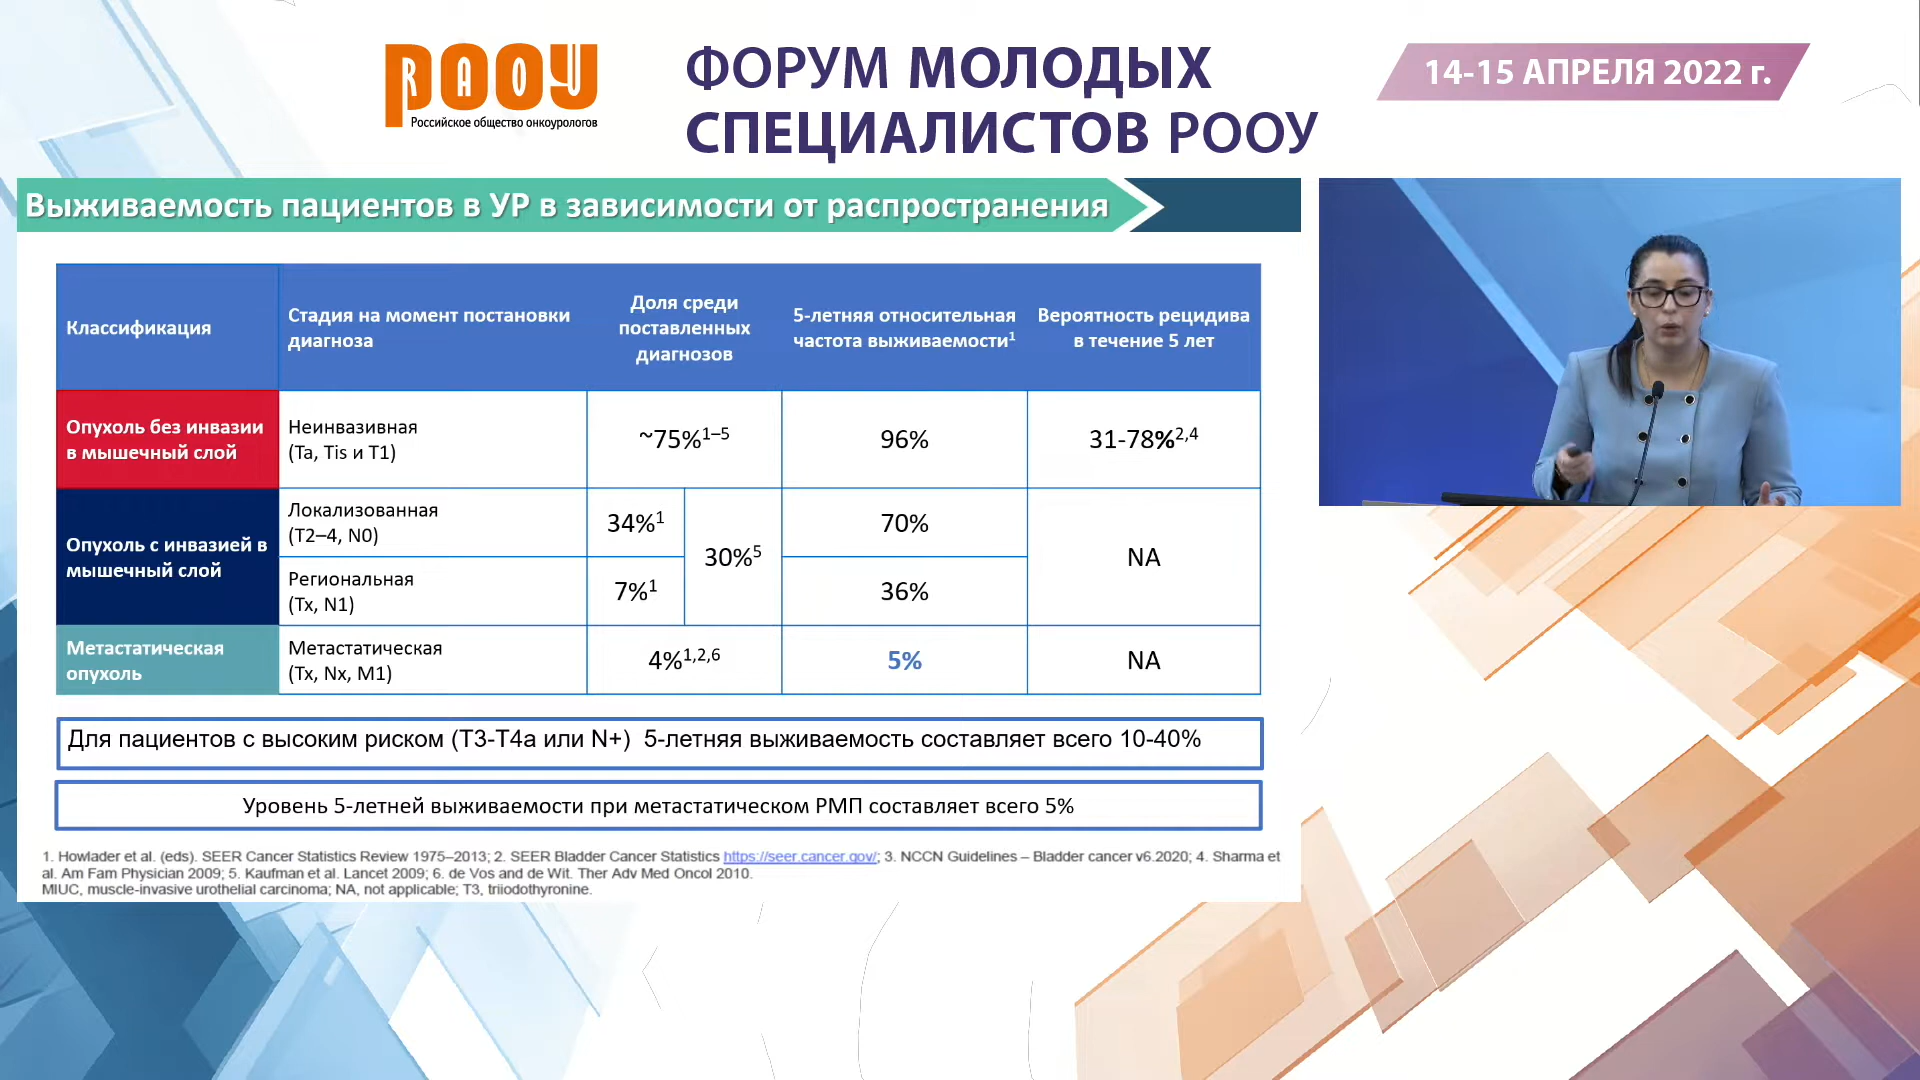 РООУ
RAOU
Российское общество онкоурологов
ФОРУМ МОЛОДЫХ
СПЕЦИАЛИСТОВ РООУ
14-15 АПРЕЛЯ 2022 г.
Выживаемость пациентов в УР в зависимости от распространения
Классификация
Стадия на момент постановки
диагноза
Доля среди
поставленных
диагнозов
5-летняя относительная
частота выживаемости1
Вероятность рецидива
в течение 5 лет
Опухоль без инвазии
в мышечный слой
Неинвазивная
(Ta, Tis и T1)
~75%1–5
96%
31-78%2,4
Опухоль с инвазией в
мышечный слой
Локализованная
(T2–4, N0)
34%1
30%5
70%
NA
Региональная
(Tx, N1)
7%1
36%
Метастатическая
опухоль
Метастатическая
(Tx, Nx, M1)
4%1,2,6
5%
NA
Для пациентов с высоким риском (T3-T4a или N+) 5-летняя выживаемость составляет всего 10-40%
Уровень 5-летней выживаемости при метастатическом РМП составляет всего 5%
1. Howlader et al. (eds). SEER Cancer Statistics Review 1975–2013; 2. SEER Bladder Cancer Statistics https://seer.cancer.gov/; 3. NCCN Guidelines – Bladder cancer v6.2020; 4. Sharma et
al. Am Fam Physician 2009; 5. Kaufman et al. Lancet 2009; 6. de Vos and de Wit. Ther Adv Med Oncol 2010.
MIUC, muscle-invasive urothelial carcinoma; NA, not applicable; T3, triiodothyronine.